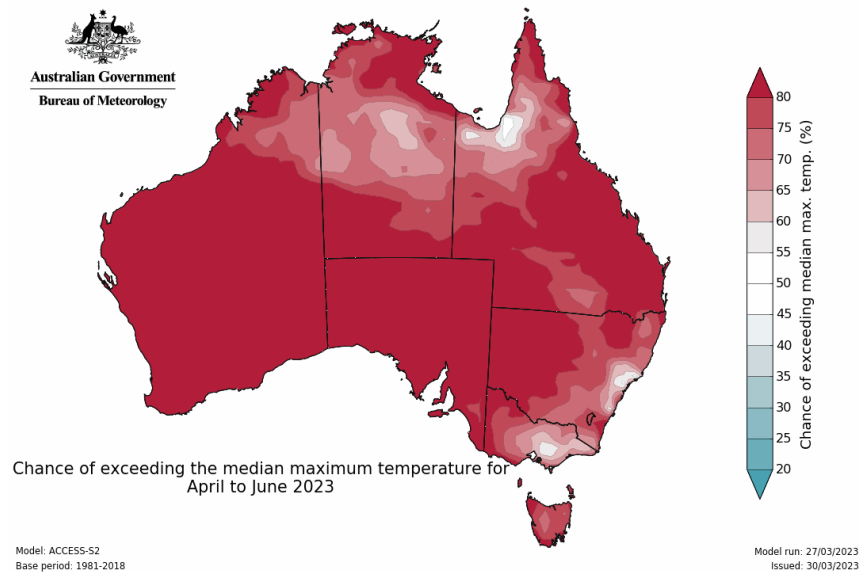 Australian Government
Bureau of Meteorology
80
75
70
65
60
55
50
45
40
35
30
25
20
Chance of exceeding median max. temp. (%)
Chance of exceeding the median maximum temperature for
April to June 2023
Model: ACCESS-S2
Base period: 1981-2018
Model run: 27/03/2023
Issued: 30/03/2023